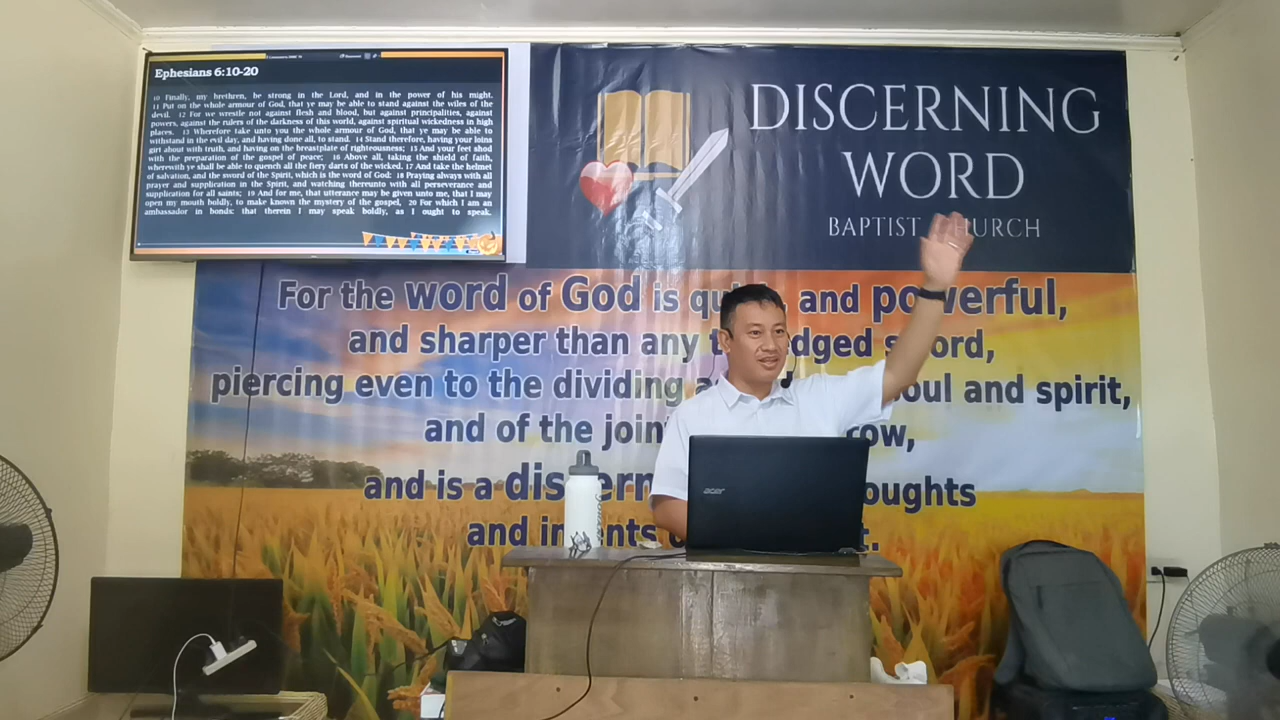 Ephesians 6:10-20
10 Finally, my brethren, be strong in the Lord, and in the power of his might.
11 Put on the whole armour of God, that ye may be able to stand against the wiles of the
devil. 12 For we wrestle not against flesh and blood, but against principalities, against
powers, against the rulers of the darkness of this world, against spiritual wickedness in high
places. 13 Wherefore take unto you the whole armour of God, that ye may be able to
withstand in the evil day, and having done all, to stand. 14 Stand therefore, having your loins
girt about with truth, and having on the breastplate of righteousness; 15 And your feet shod
with the preparation of the gospel of peace; 16 Above all, taking the shield of faith,
wherewith ye shall be able to quench all the fiery darts of the wicked. 17 And take the helmet
of salvation, and the sword of the Spirit, which is the word of God: 18 Praying always with all
prayer and supplication in the Spirit, and watching thereunto with all perseverance and
supplication for all saints; 19 And for me, that utterance may be given unto me, that I may
open my mouth boldly, to make known the mystery of the gospel, 20 For which I am an
ambassador in bonds: that therein I may speak boldly, as I ought to speak.
DISCERNING
WORD
BAPTIST CHURCH
For the word of God is and powerful,
and sharper than any edged sword,
piercing even to the dividing soul and spirit,
and of the
and is a
and
acer